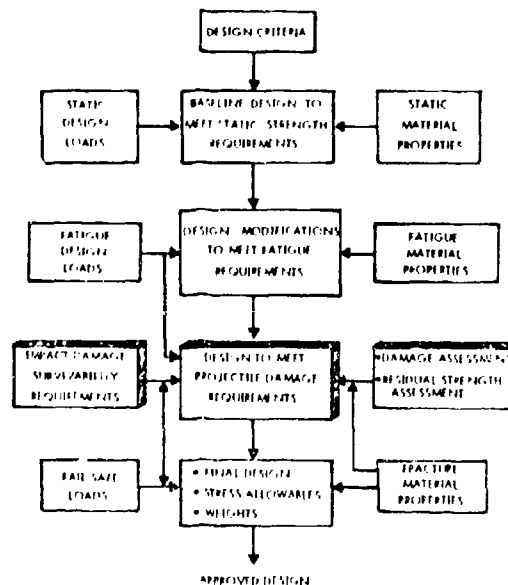 DESIGN CRITERIA
STATIC
DESIGN
LOADS
BASELINE DESIGN TO
MEET STATIC STRENGTH
REQUIREMENTS
STATIC
MATERIAL
PROPERTIES
FATIGUE
DESIGN
LOADS
DESIGN MODIFICATIONS
TO MEET FATIGUE
REQUIREMENTS
FATIGUE
MATERIAL
PROPERTIES
IMPACT DAMAGE
SURVIVABILITY
REQUIREMENTS
DESIGN TO MEET
PROJECTILE DAMAGE
REQUIREMENTS
•DAMAGE ASSESSMENT
•RESIDUAL STRENGTH
ASSESSMENT
FAIL SAFE
LOADS
• FINAL DESIGN
• STRESS ALLOWABLES
• WEIGHTS
FRACTURE
MATERIAL
PROPERTIES
APPROVED DESIGN